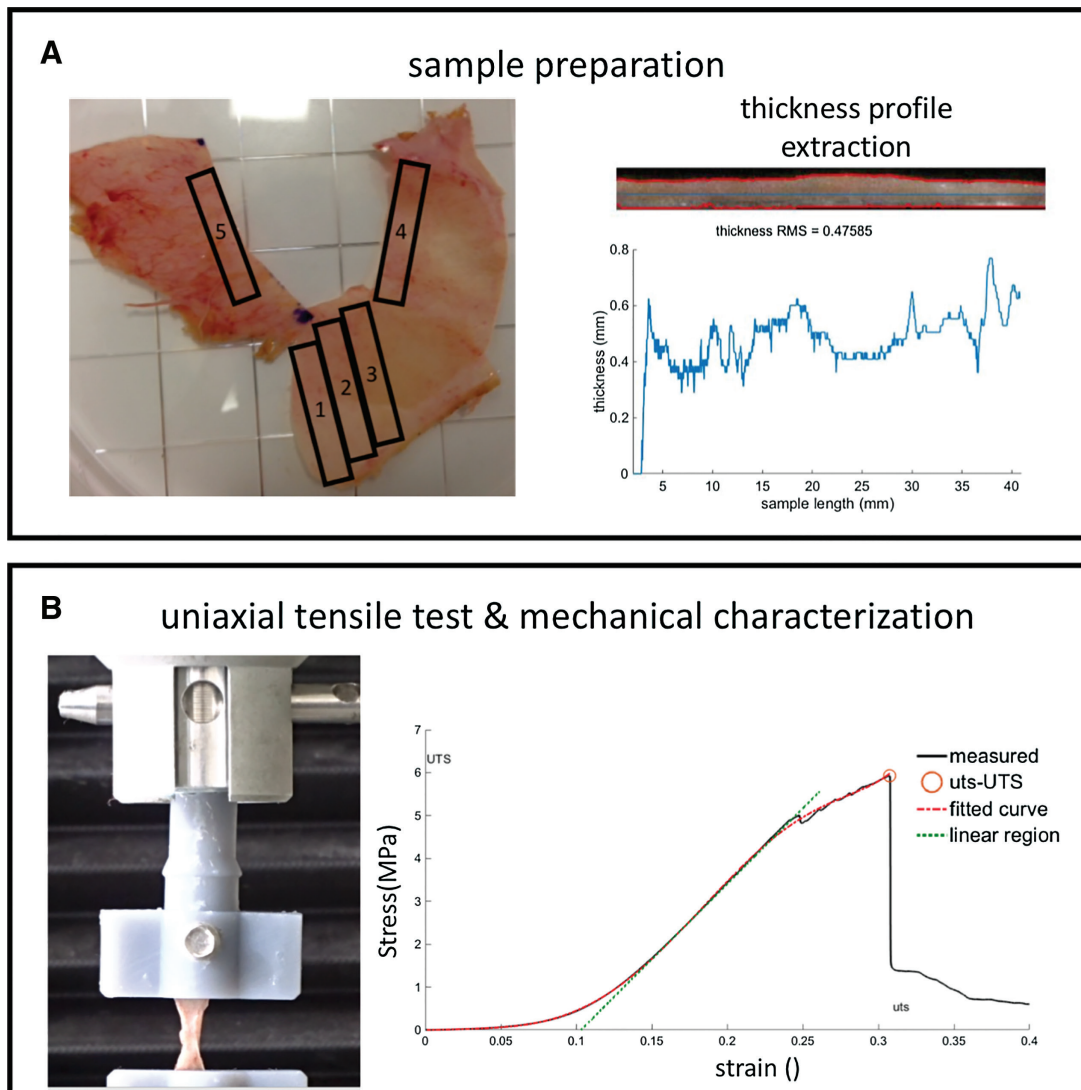 A
sample preparation
5
4
1
2
3
thickness profile
extraction
thickness RMS = 0.47585
0.8
0.6
0.4
0.2
0
thickness (mm)
5 10 15 20 25 30 35 40
sample length (mm)
B
uniaxial tensile test & mechanical characterization
7
6
5
4
3
2
1
0
Stress(MPa)
UTS
measured
uts-UTS
fitted curve
linear region
uts
0 0.05 0.1 0.15 0.2 0.25 0.3 0.35 0.4
strain ()